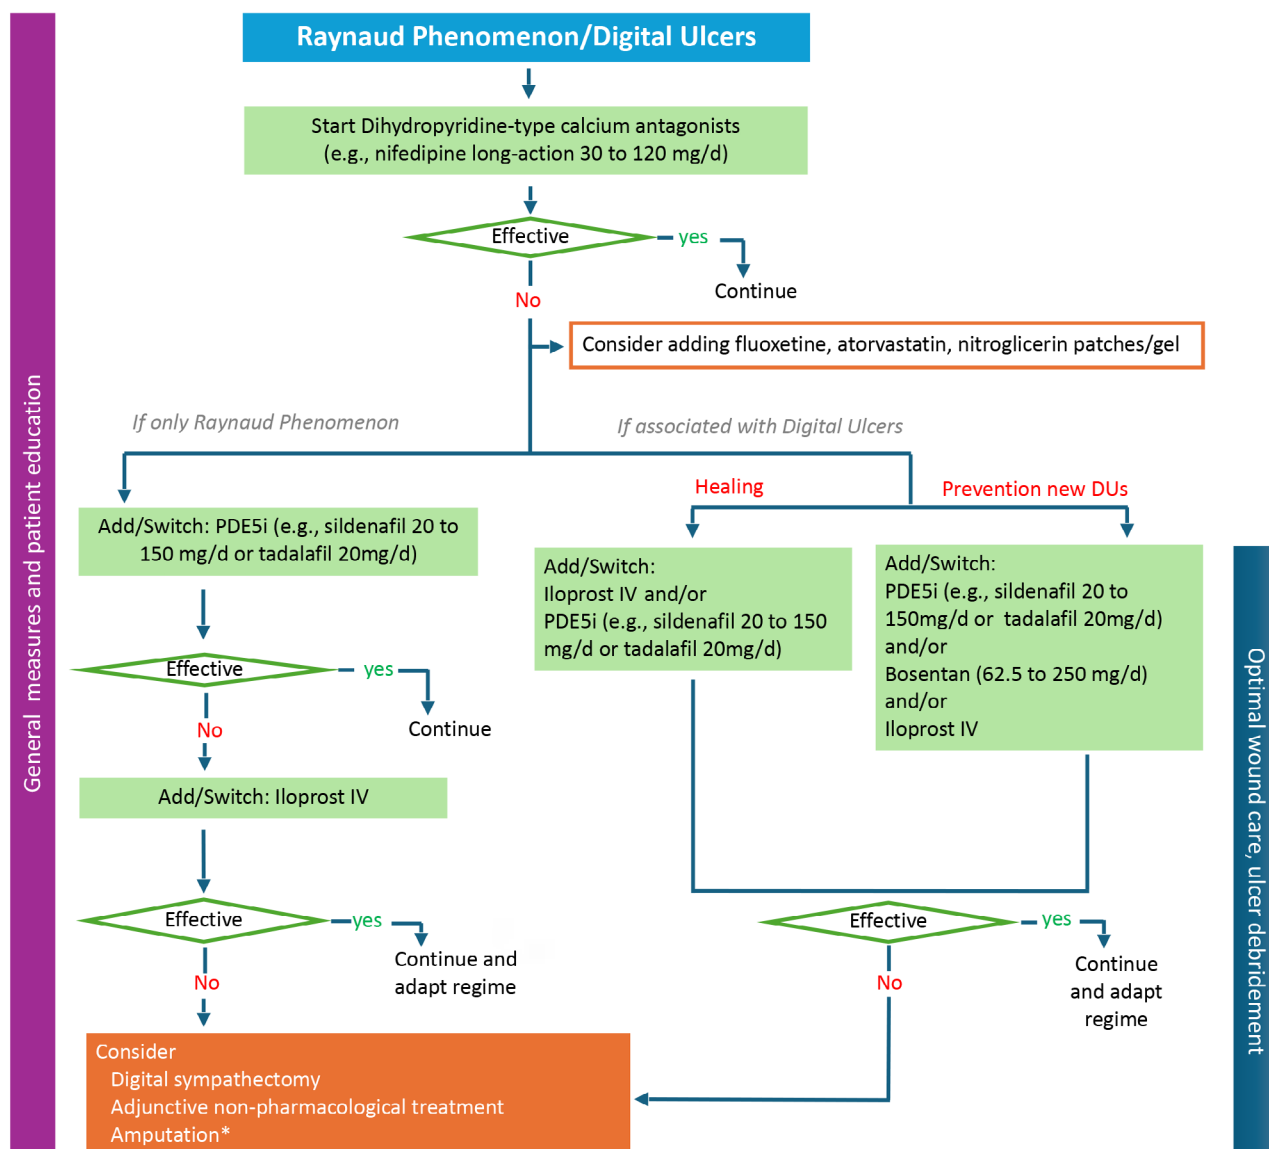 Raynaud Phenomenon/Digital Ulcers
Start Dihydropyridine-type calcium antagonists
(e.g., nifedipine long-action 30 to 120 mg/d)
Effective
yes
Continue
No
Consider adding fluoxetine, atorvastatin, nitroglicerin patches/gel
If only Raynaud Phenomenon
If associated with Digital Ulcers
Healing
Prevention new DUs
Add/Switch: PDE5i (e.g., sildenafil 20 to
150 mg/d or tadalafil 20mg/d)
Effective
yes
Continue
No
Add/Switch: Iloprost IV
Effective
yes
Continue and
adapt regime
No
Add/Switch:
Iloprost IV and/or
PDE5i (e.g., sildenafil 20 to 150
mg/d or tadalafil 20mg/d)
Add/Switch:
PDE5i (e.g., sildenafil 20 to
150mg/d or tadalafil 20mg/d)
and/or
Bosentan (62.5 to 250 mg/d)
and/or
Iloprost IV
Effective
yes
Continue
and adapt
regime
No
Consider
Digital sympathectomy
Adjunctive non-pharmacological treatment
Amputation*
General measures and patient education
Optimal wound care, ulcer debridement